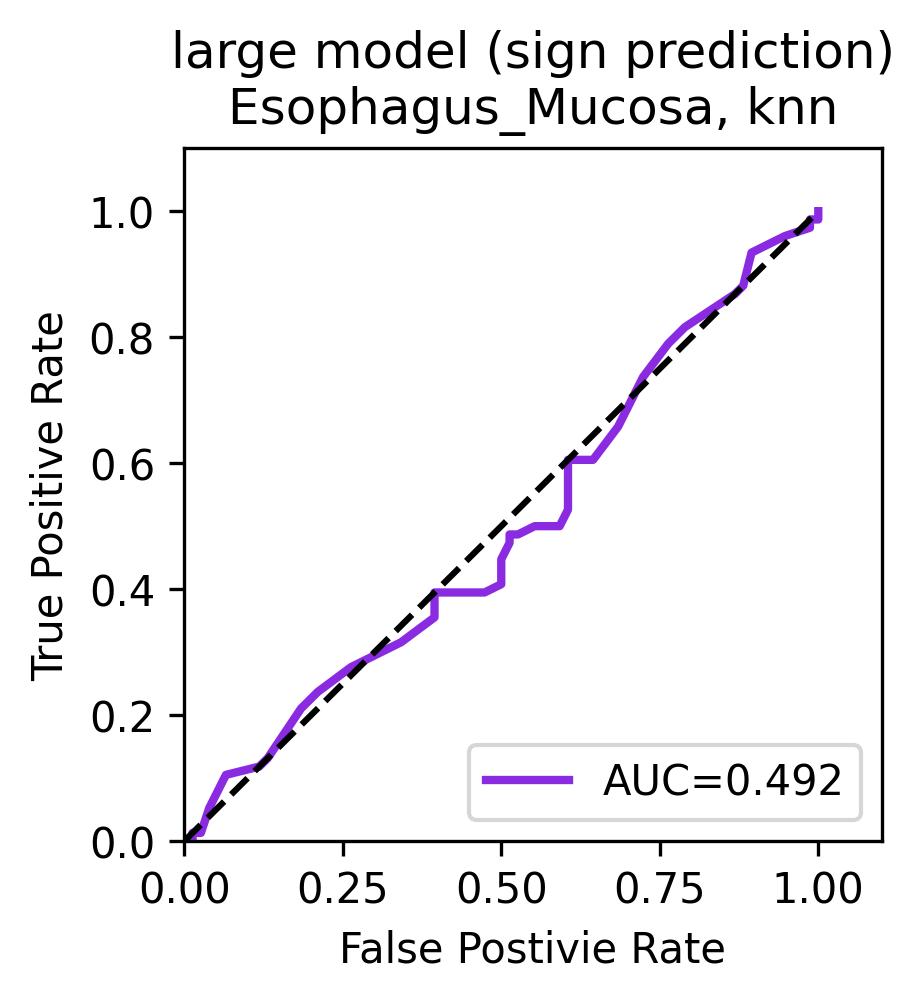 large model (sign prediction)
Esophagus_Mucosa, knn
True Positive Rate
1.0
0.8
0.6
0.4
0.2
0.0
AUC=0.492
0.00 0.25 0.50 0.75 1.00
False Postivie Rate